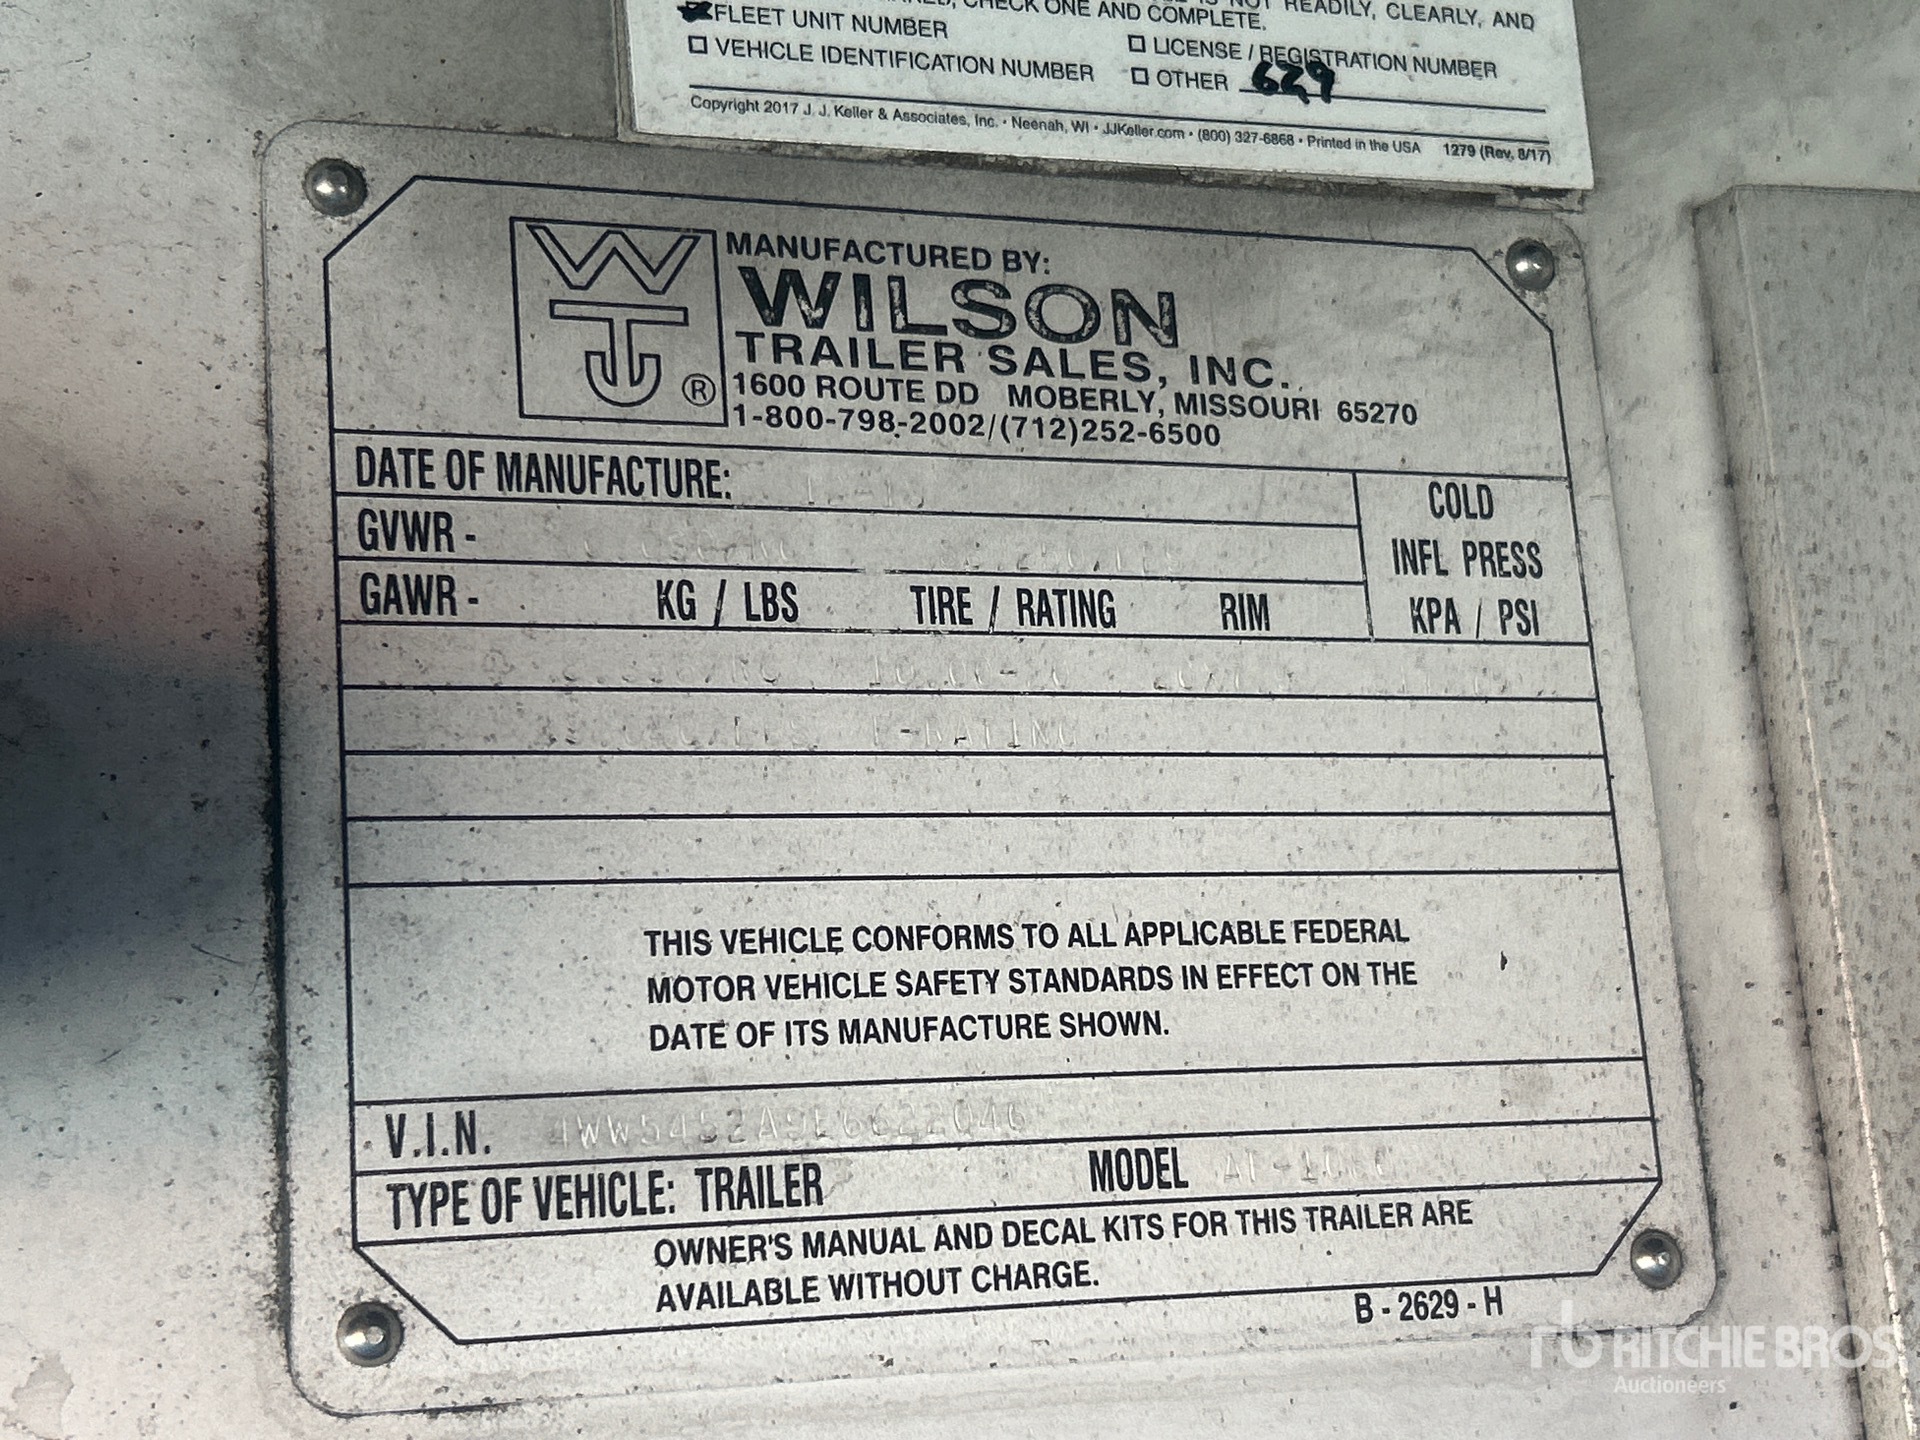 READILY, CLEARLY, AND
CHECK ONE AND COMPLETE.
FLEET UNIT NUMBER
LICENSE / REGISTRATION NUMBER
VEHICLE IDENTIFICATION NUMBER
OTHER 629
Copyright 2017 J. J. Keller & Associates, Inc. • Neenah, WI • JJKeller.com • (800) 327-6868 • Printed in the USA 1279 (Rev. 8/17)
WTJ ®
MANUFACTURED BY:
WILSON
TRAILER SALES, INC.
1600 ROUTE DD MOBERLY, MISSOURI 65270
1-800-798-2002/(712)252-6500
DATE OF MANUFACTURE:
GVWR -
GAWR - KG / LBS TIRE / RATING RIM
COLD
INFL PRESS
KPA / PSI
THIS VEHICLE CONFORMS TO ALL APPLICABLE FEDERAL
MOTOR VEHICLE SAFETY STANDARDS IN EFFECT ON THE
DATE OF ITS MANUFACTURE SHOWN.
V.I.N.
TYPE OF VEHICLE: TRAILER MODEL
OWNER'S MANUAL AND DECAL KITS FOR THIS TRAILER ARE
AVAILABLE WITHOUT CHARGE.
B - 2629 - H
rb RITCHIE BROS
Auctioneers